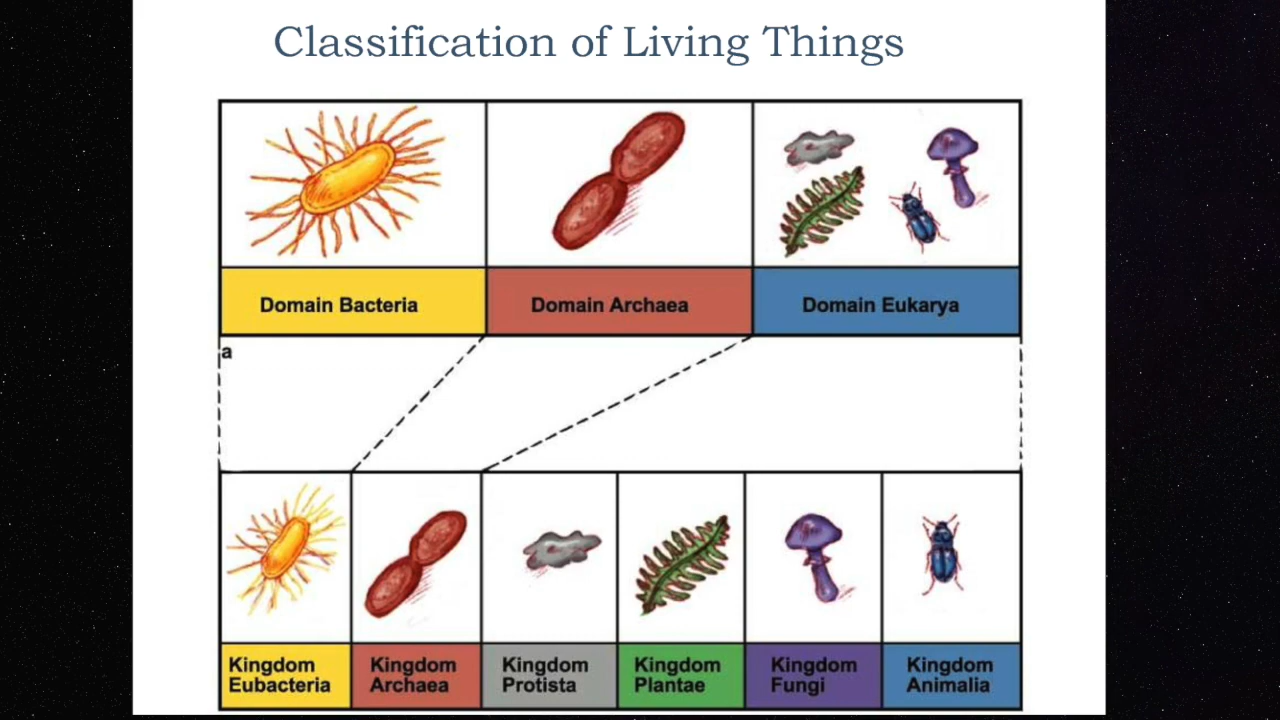 Classification of Living Things
Domain Bacteria
Domain Archaea
Domain Eukarya
a
Kingdom
Eubacteria
Kingdom
Archaea
Kingdom
Protista
Kingdom
Plantae
Kingdom
Fungi
Kingdom
Animalia